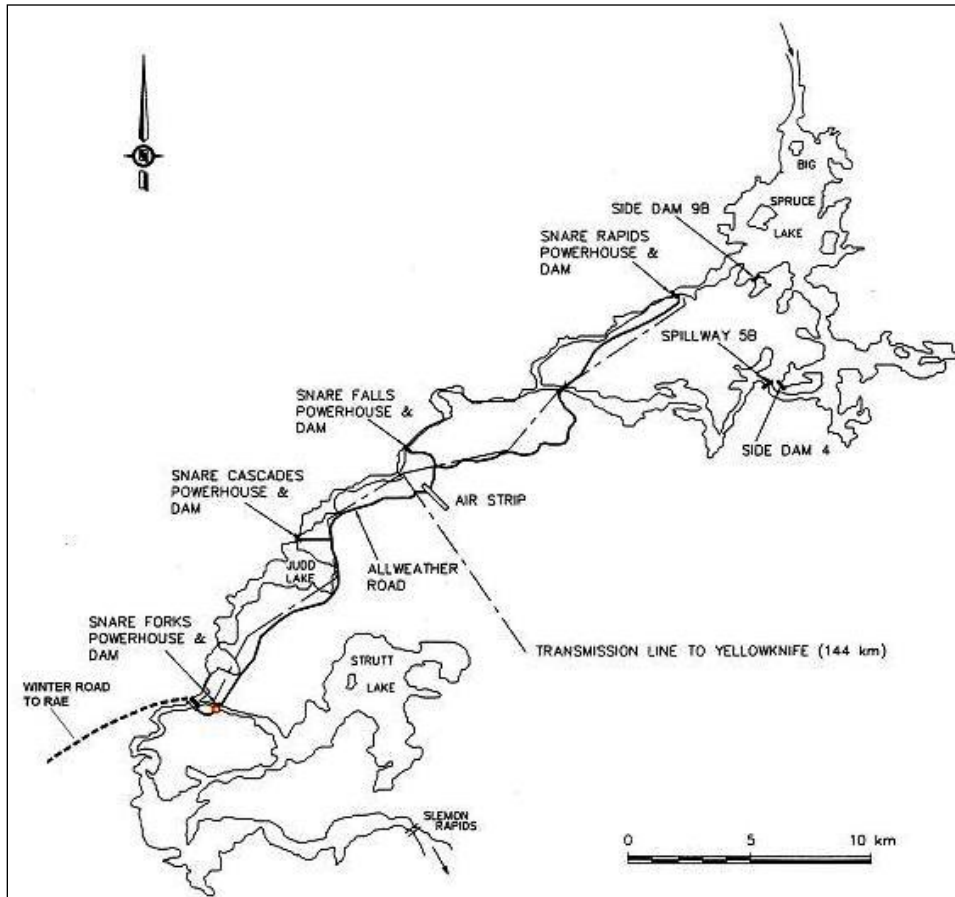 BIG
SPRUCE
LAKE
SIDE DAM 9B
SNARE RAPIDS
POWERHOUSE &
DAM
SPILLWAY 5B
SNARE FALLS
POWERHOUSE &
DAM
SIDE DAM 4
SNARE CASCADES
POWERHOUSE &
DAM
AIR STRIP
JUDD
LAKE
ALLWEATHER
ROAD
SNARE FORKS
POWERHOUSE &
DAM
TRANSMISSION LINE TO YELLOWKNIFE (144 km)
STRUTT
LAKE
WINTER ROAD
TO RAE
SLEMON
RAPIDS
0 5 10 km